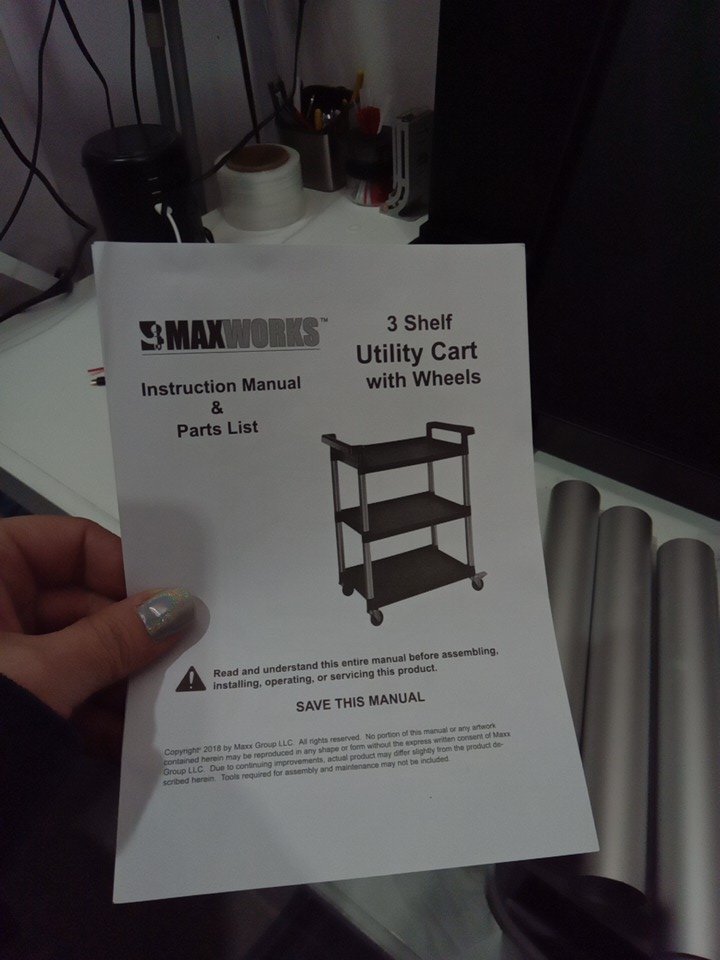 MAXWORKS™
Instruction Manual
&
Parts List
3 Shelf
Utility Cart
with Wheels
Read and understand this entire manual before assembling,
installing, operating, or servicing this product.
SAVE THIS MANUAL
Copyright© 2018 by Maxx Group LLC. All rights reserved. No portion of this manual or any artwork
contained herein may be reproduced in any shape or form without the express written consent of Maxx
Group LLC. Due to continuing improvements, actual product may differ slightly from the product de-
scribed herein. Tools required for assembly and maintenance may not be included.